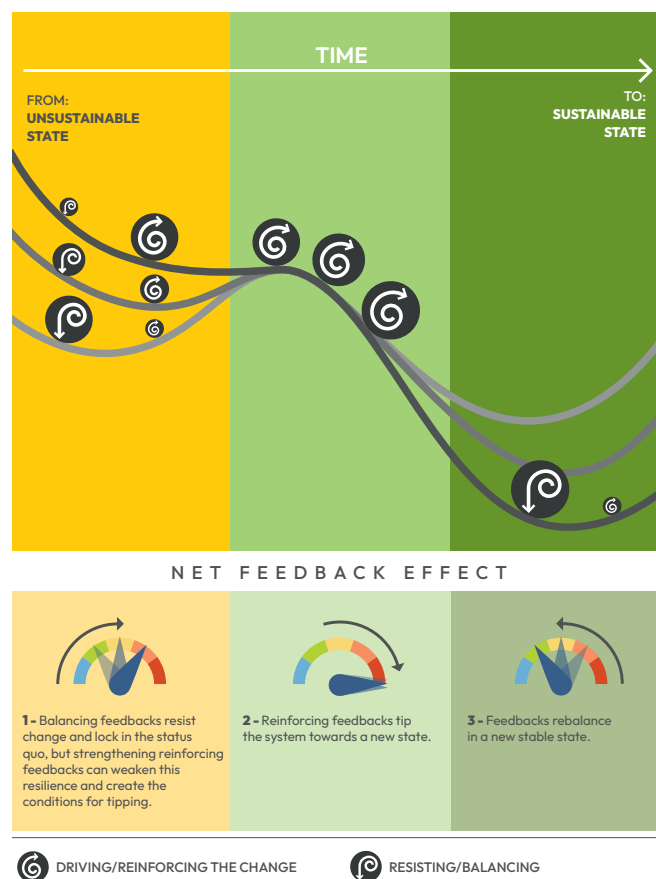 TIME
FROM:
UNSUSTAINABLE
STATE
TO:
SUSTAINABLE
STATE
NET FEEDBACK EFFECT
1 - Balancing feedbacks resist
change and lock in the status
quo, but strengthening reinforcing
feedbacks can weaken this
resilience and create the
conditions for tipping.
2 - Reinforcing feedbacks tip
the system towards a new state.
3 - Feedbacks rebalance
in a new stable state.
DRIVING/REINFORCING THE CHANGE
RESISTING/BALANCING